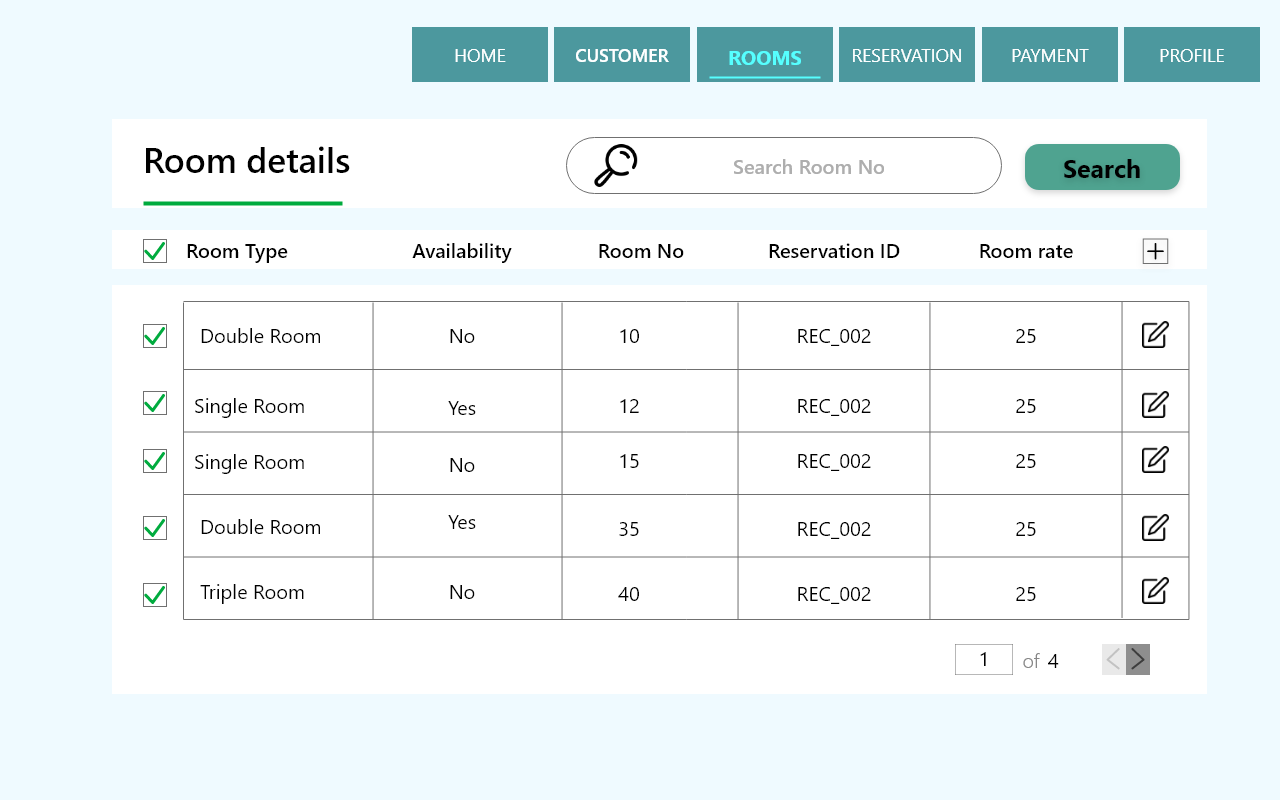 HOME CUSTOMER ROOMS RESERVATION PAYMENT PROFILE
Room details Search Room No Search
Room Type Availability Room No Reservation ID Room rate
Double Room No 10 REC_002 25
Single Room Yes 12 REC_002 25
Single Room No 15 REC_002 25
Double Room Yes 35 REC_002 25
Triple Room No 40 REC_002 25
1 of 4